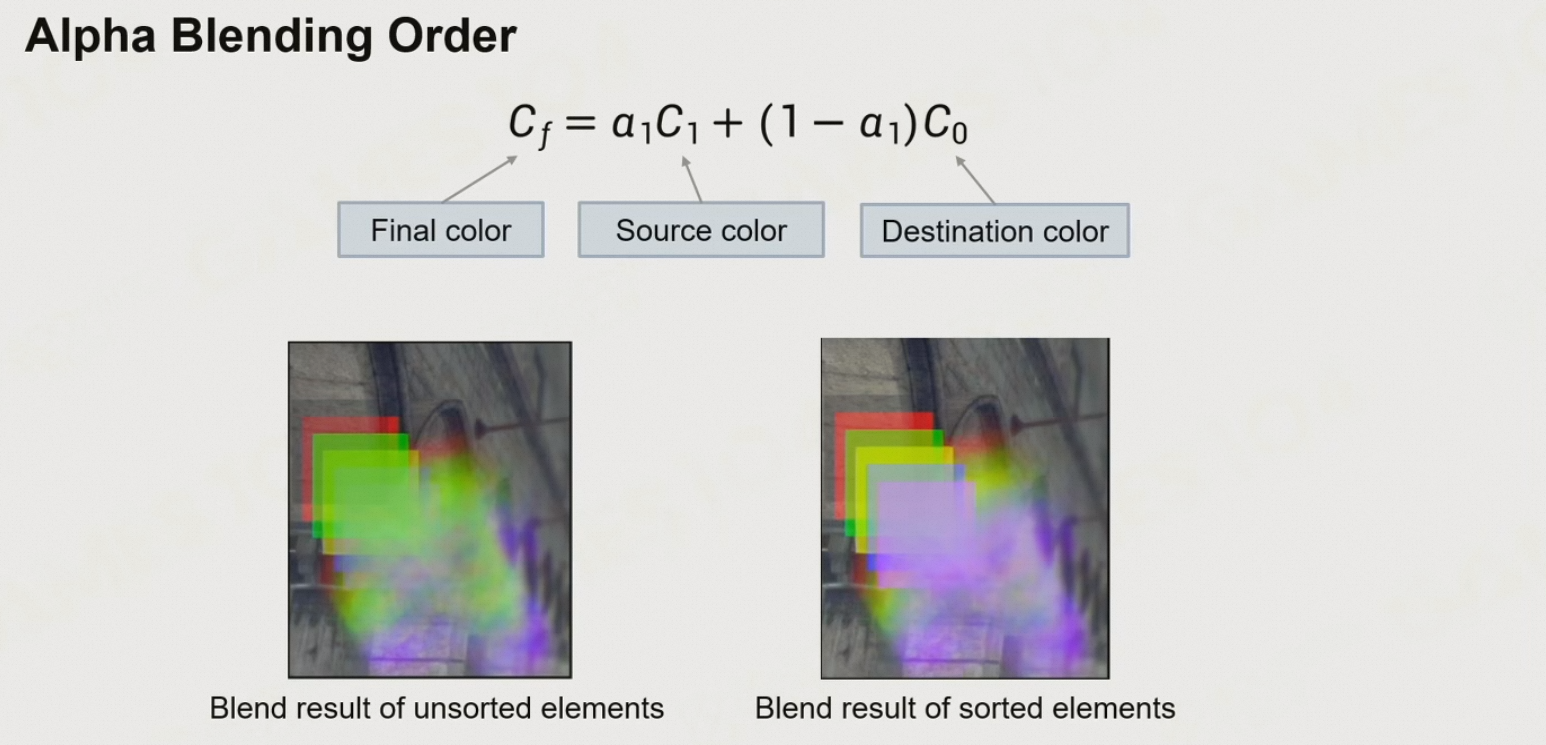 Alpha Blending Order
C_f = a_1C_1 + (1 − a_1)C_0
Final color
Source color
Destination color
Blend result of unsorted elements
Blend result of sorted elements